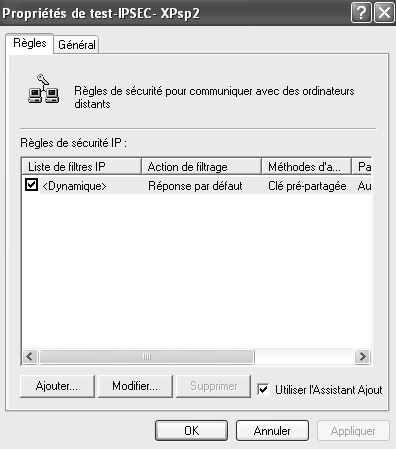 Propriétés de test-IPSEC- XPsp2
Règles
Général
Règles de sécurité pour communiquer avec des ordinateurs
distants
Règles de sécurité IP :
Liste de filtres IP Action de filtrage Méthodes d'a... Pa
<Dynamique> Réponse par défaut Clé pré-partagée Au
Ajouter... Modifier... Supprimer Utiliser l'Assistant Ajout
OK Annuler Appliquer